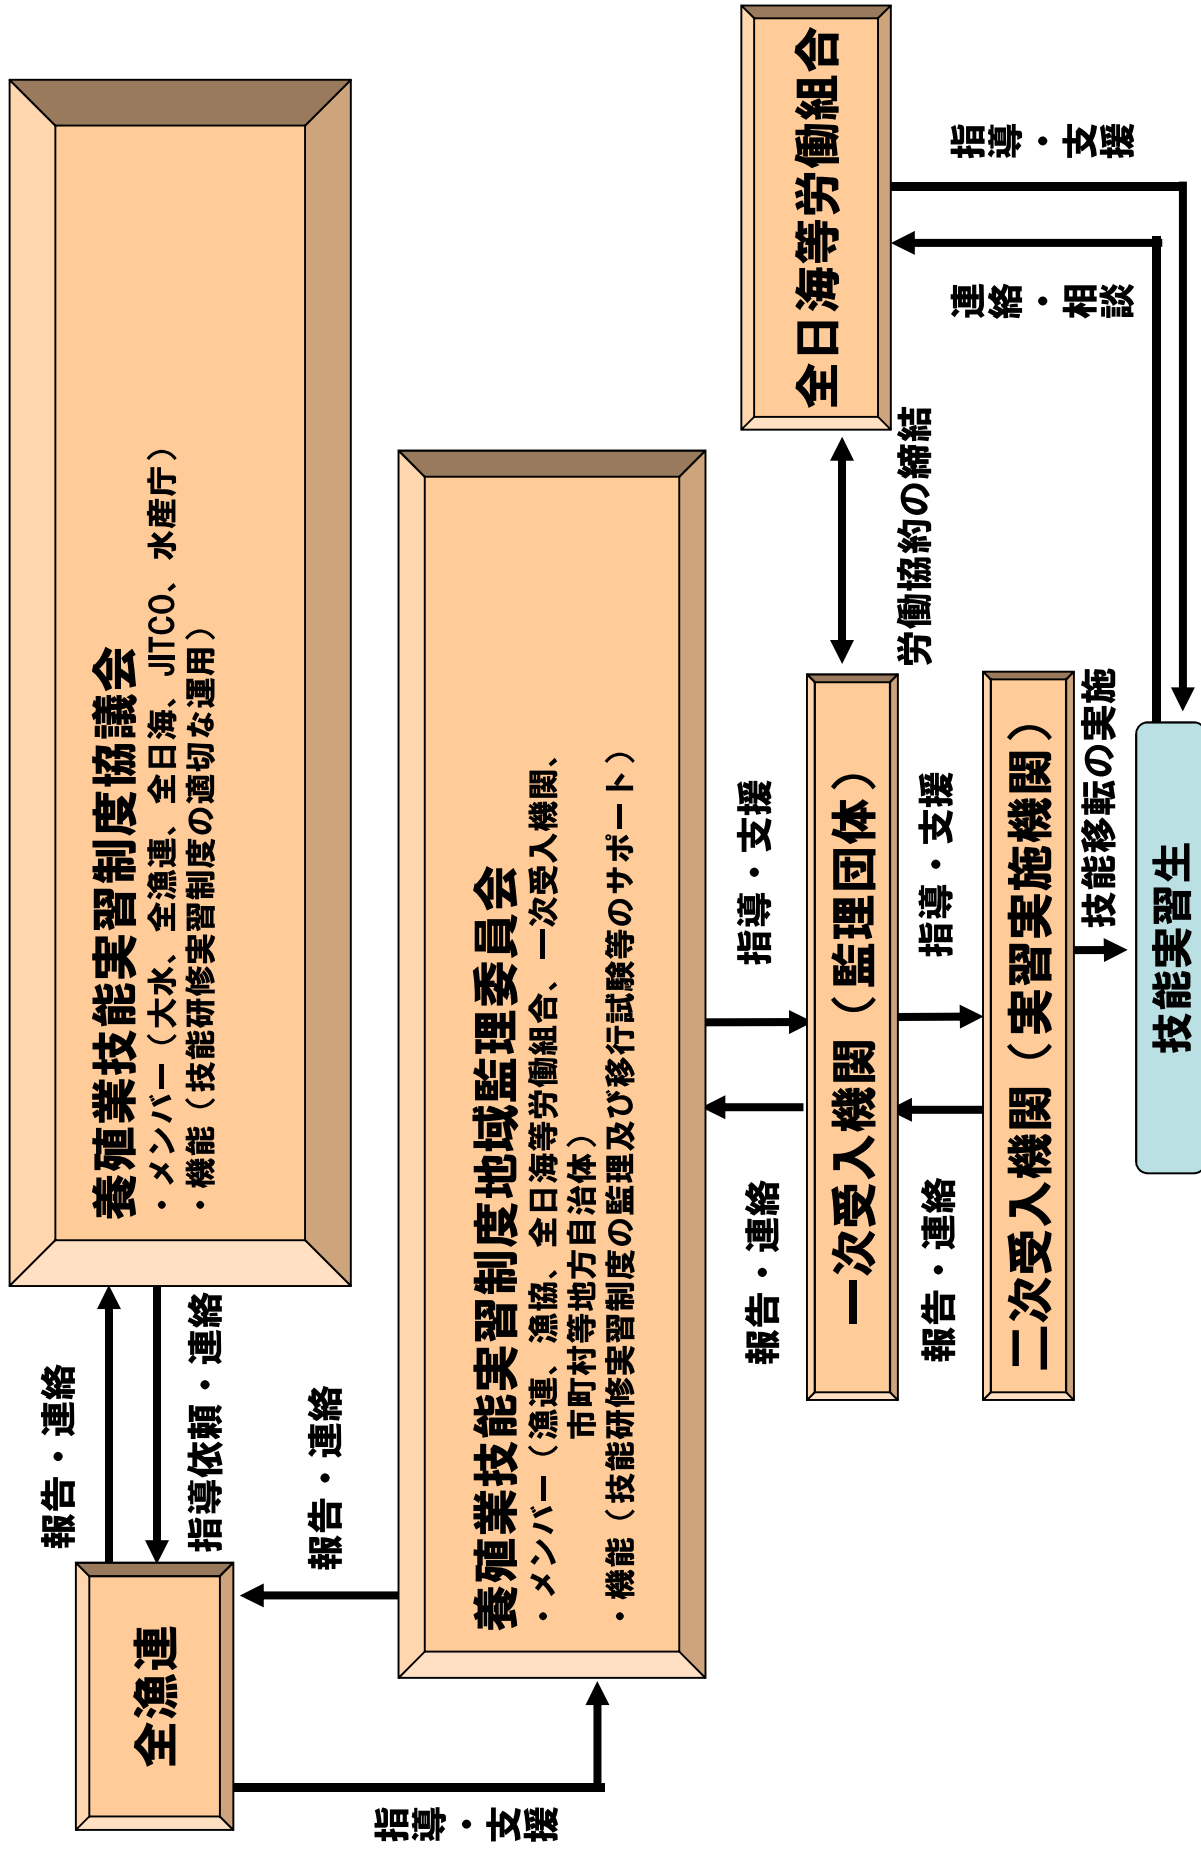 養殖業技能実習制度協議会
・メンバー（大水、全漁連、全日海、JITCO、水産庁）
・機能（技能研修実習制度の適切な運用）
報告・連絡
指導依頼・連絡
全漁連
報告・連絡
指導・支援
養殖業技能実習制度地域監理委員会
・メンバー（漁連、漁協、全日海等労働組合、一次受入機関、
市町村等地方自治体）
・機能（技能研修実習制度の監理及び移行試験等のサポート）
報告・連絡
指導・支援
一次受入機関（監理団体）
労働協約の締結
全日海等労働組合
報告・連絡
指導・支援
連絡・相談
指導・支援
二次受入機関（実習実施機関）
技能移転の実施
技能実習生